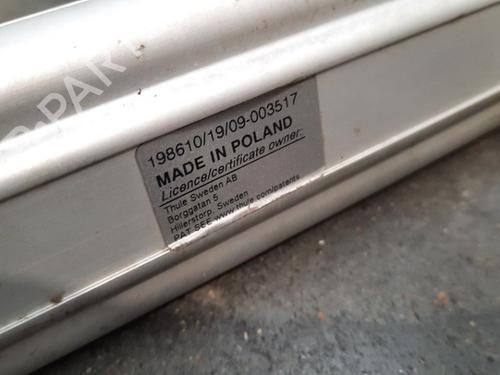 198610/19/09-003517
MADE IN POLAND
Licence/certificate owner:
Thule Sweden AB
Borggatan 5
Hillerstorp, Sweden
PAT SEE www.thule.com/patents